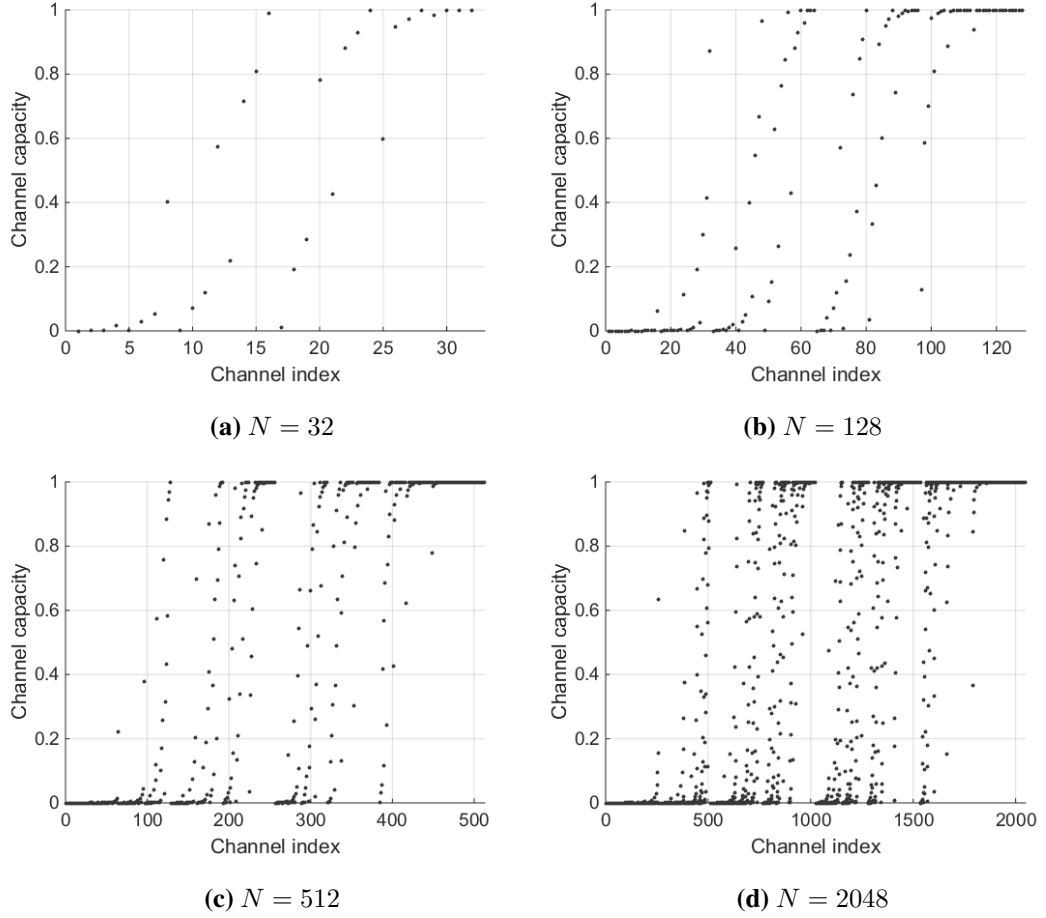 1
0.8
0.6
0.4
0.2
0
Channel capacity
0 5 10 15 20 25 30
Channel index
(a) N = 32
1
0.8
0.6
0.4
0.2
0
Channel capacity
0 20 40 60 80 100 120
Channel index
(b) N = 128
1
0.8
0.6
0.4
0.2
0
Channel capacity
0 100 200 300 400 500
Channel index
(c) N = 512
1
0.8
0.6
0.4
0.2
0
Channel capacity
0 500 1000 1500 2000
Channel index
(d) N = 2048